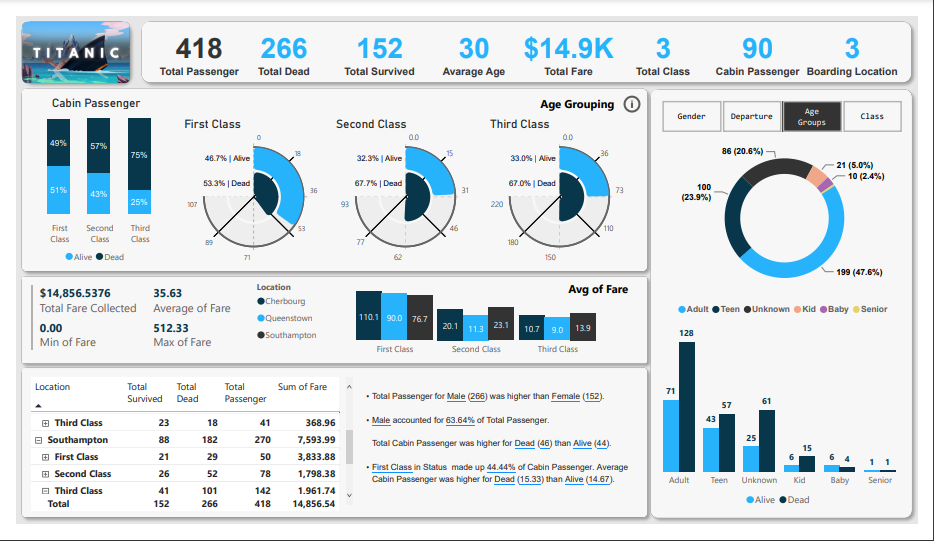 TITANIC
418 266 152 30 $14.9K 3 90 3
Total Passenger Total Dead Total Survived Avarage Age Total Fare Total Class Cabin Passenger Boarding Location
Cabin Passenger
49% 57% 75%
51% 43% 25%
First Class
Second Class
Third Class
Alive Dead
Age Grouping
First Class
0
18
36
53
71
89
107
46.7% | Alive
53.3% | Dead
Second Class
0.0
15
31
46
62
77
93
32.3% | Alive
67.7% | Dead
Third Class
0.0
36
73
110
150
180
220
33.0% | Alive
67.0% | Dead
Gender Departure Age Groups Class
86 (20.6%)
21 (5.0%)
10 (2.4%)
100
(23.9%)
199 (47.6%)
Adult Teen Unknown Kid Baby Senior
128
71
43 57
25 61
6 15
6 4
1 1
Adult Teen Unknown Kid Baby Senior
Alive Dead
$14,856.5376 35.63
Total Fare Collected Average of Fare
0.00 512.33
Min of Fare Max of Fare
Location
Cherbourg
Queenstown
Southampton
Avg of Fare
110.1 90.0 76.7
20.1 11.3 23.1
10.7 9.0 13.9
First Class Second Class Third Class
Location Total Survived Total Dead Total Passenger Sum of Fare
Third Class 23 18 41 368.96
Southampton 88 182 270 7,593.99
First Class 21 29 50 3,833.88
Second Class 26 52 78 1,798.38
Third Class 41 101 142 1.961.74
Total 152 266 418 14,856.54
• Total Passenger for Male (266) was higher than Female (152).
• Male accounted for 63.64% of Total Passenger.
Total Cabin Passenger was higher for Dead (46) than Alive (44).
• First Class in Status made up 44.44% of Cabin Passenger. Average
Cabin Passenger was higher for Dead (15.33) than Alive (14.67).